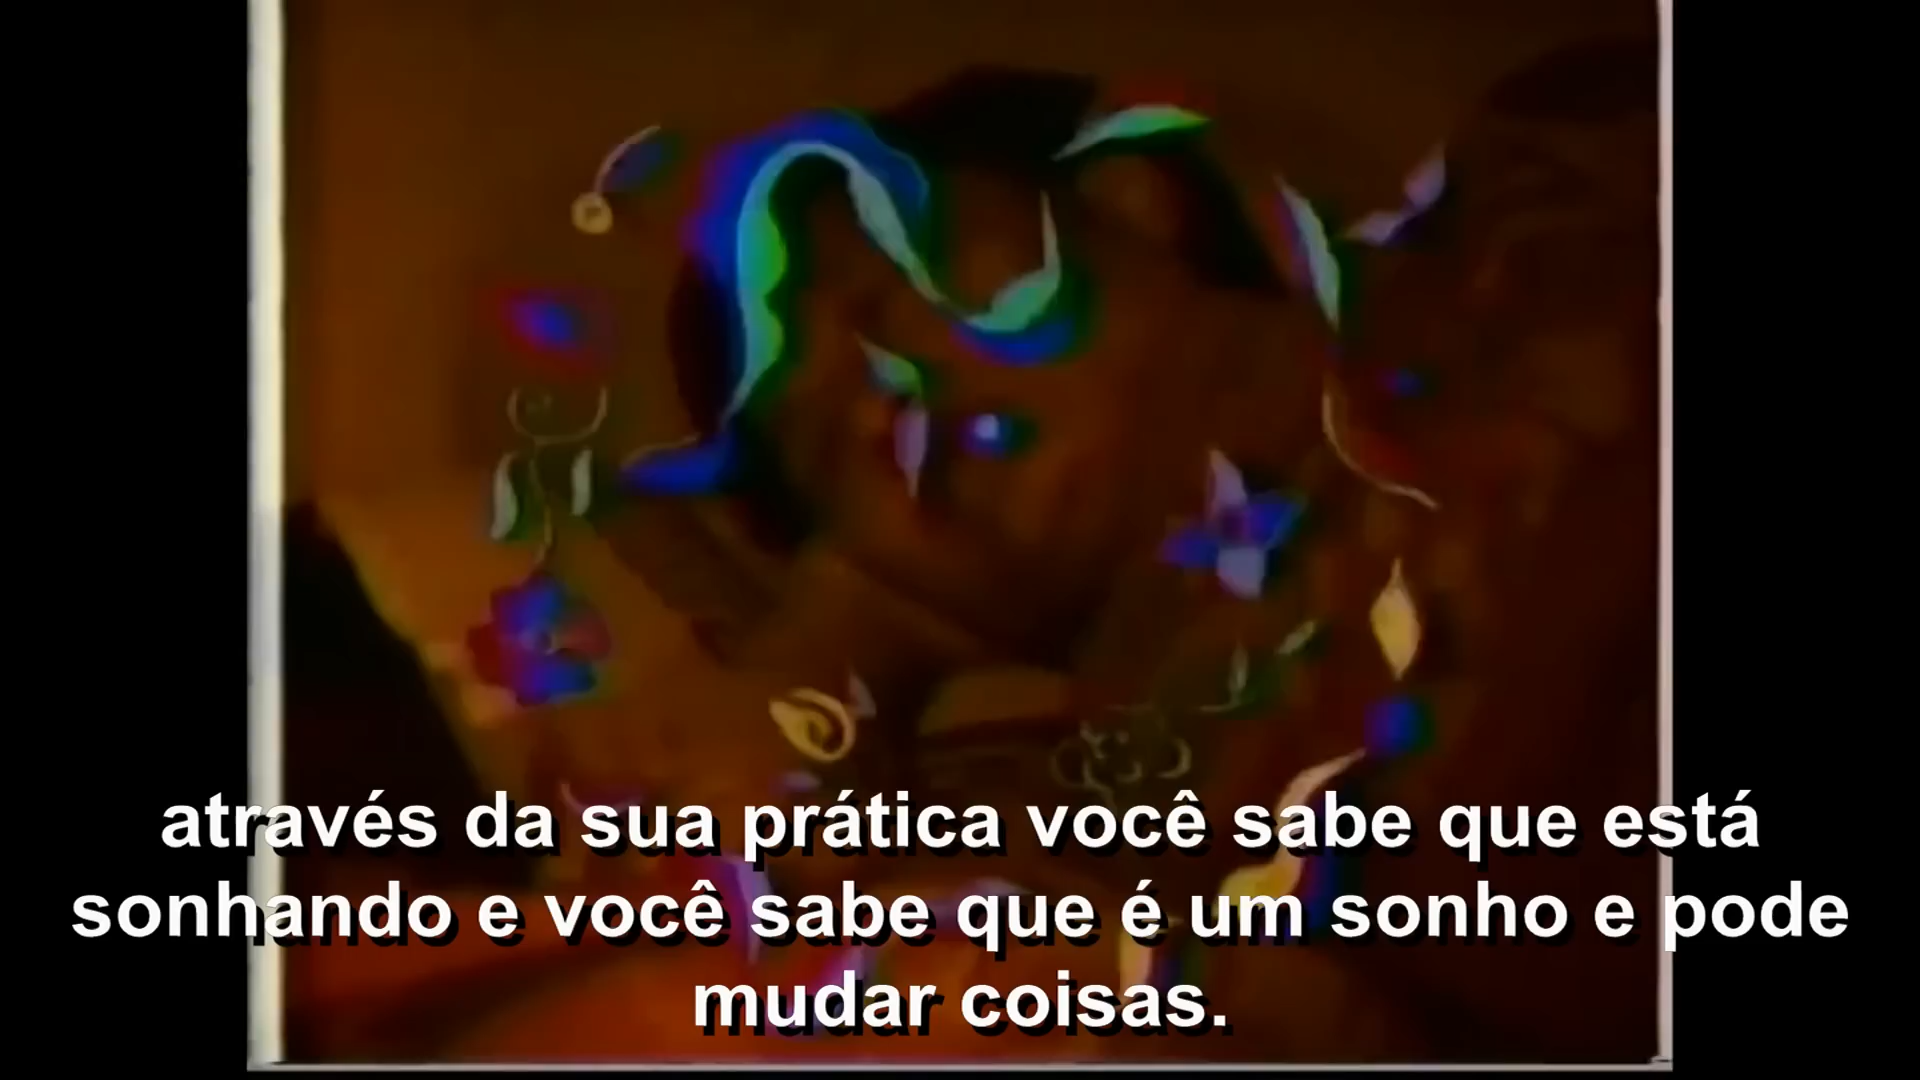 através da sua prática você sabe que está
sonhando e você sabe que é um sonho e pode
mudar coisas.